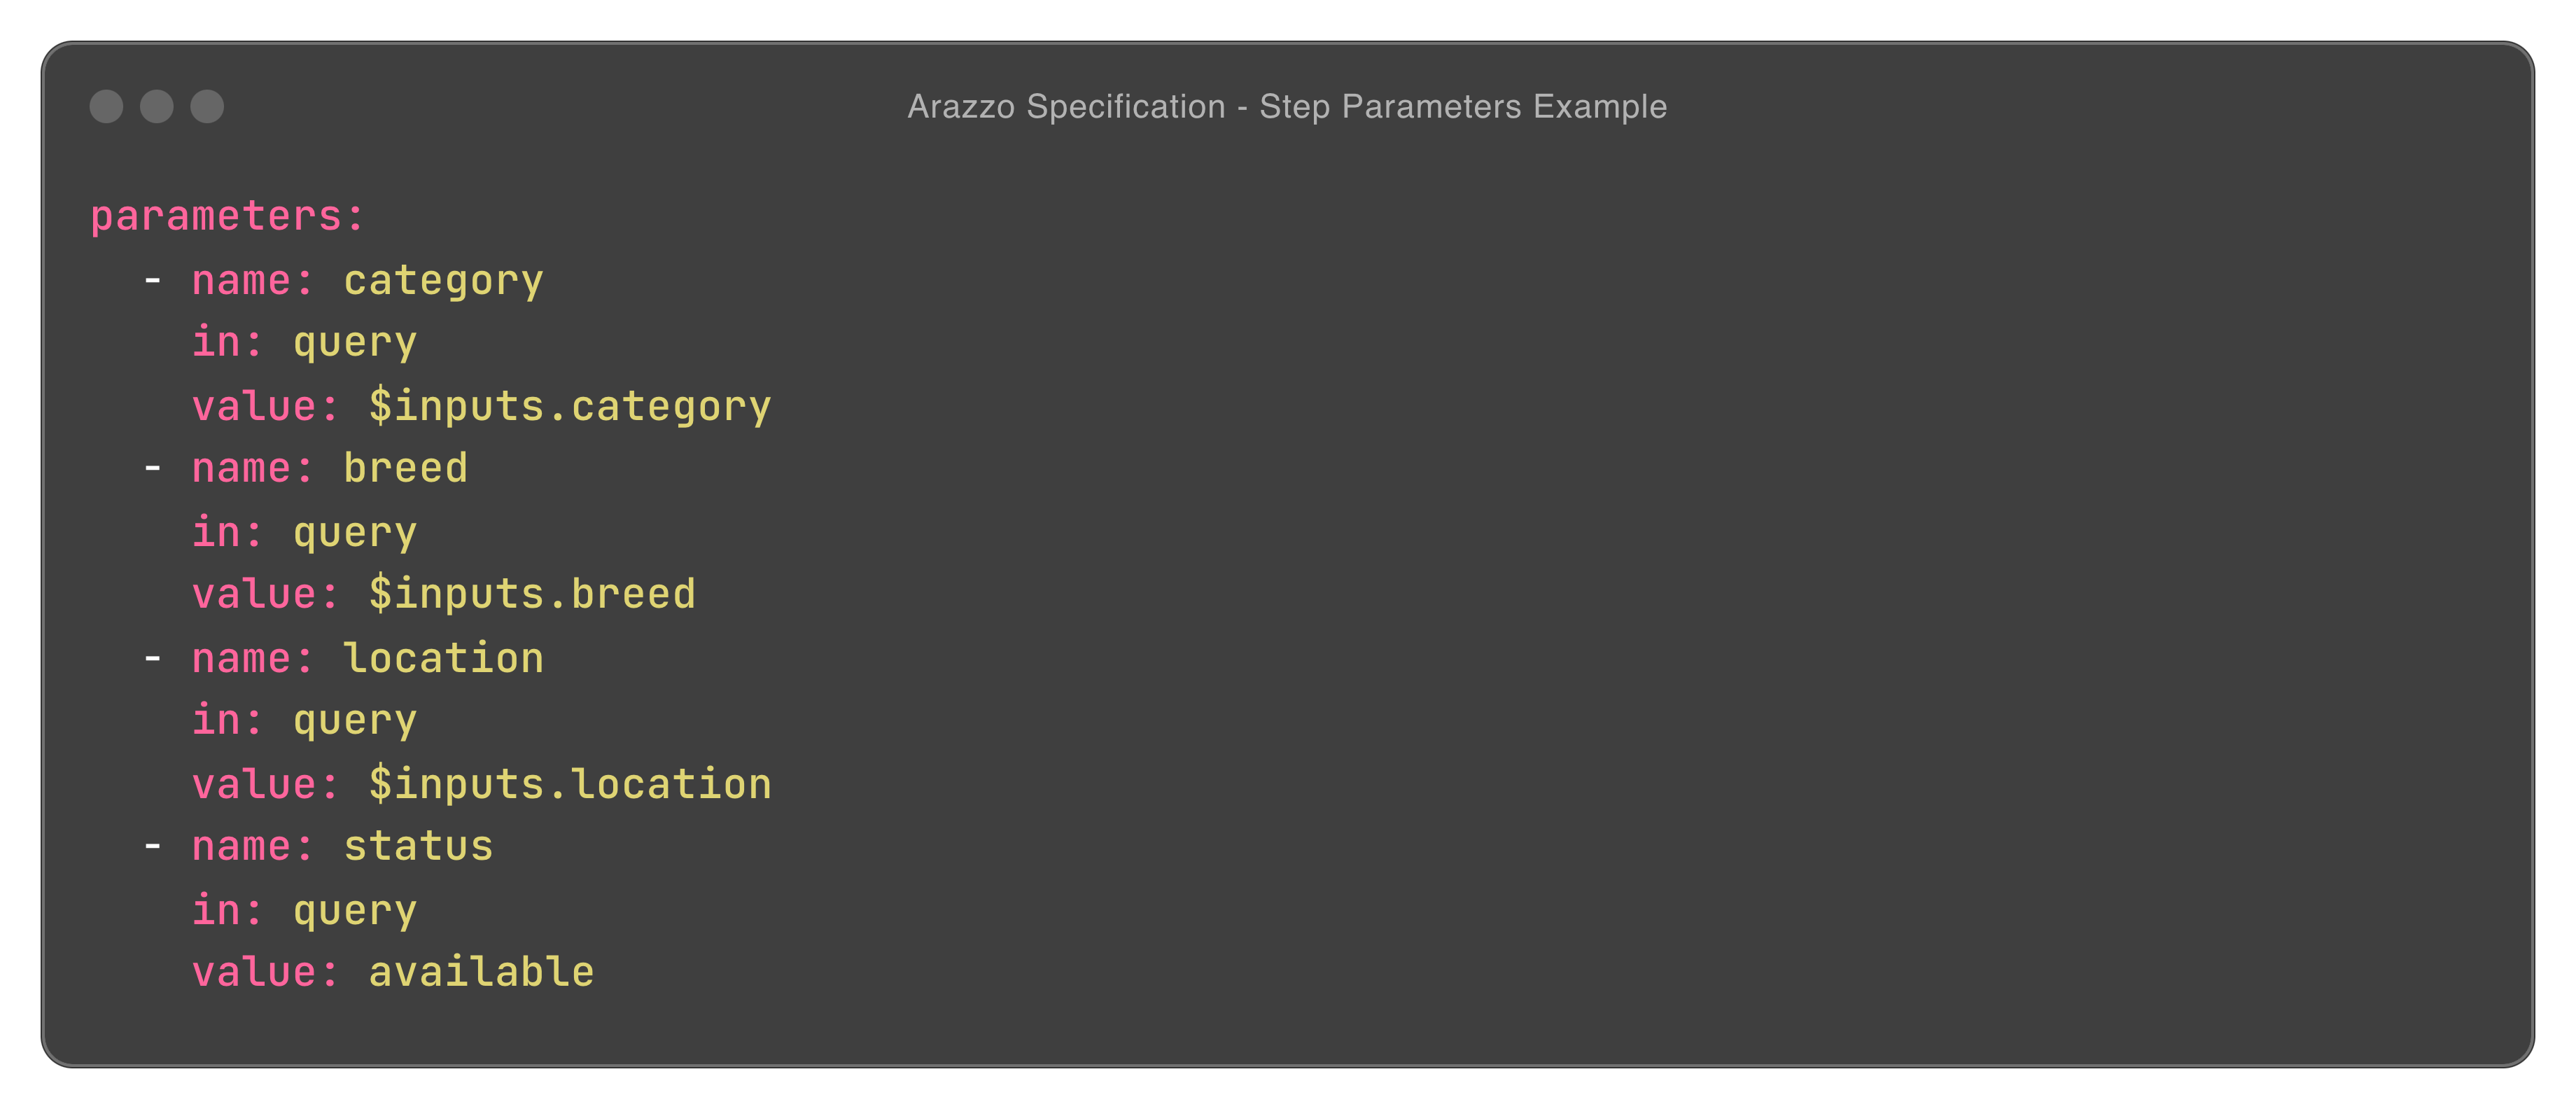 Arazzo Specification - Step Parameters Example
parameters:
  - name: category
    in: query
    value: $inputs.category
  - name: breed
    in: query
    value: $inputs.breed
  - name: location
    in: query
    value: $inputs.location
  - name: status
    in: query
    value: available